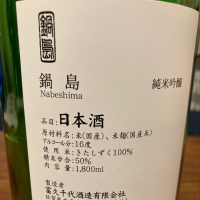 鍋島
鍋島
Nabeshima
純米吟醸
品目:日本酒
原材料名:米(国産)、米麹(国産米)
アルコール分:16度
使用米:きたしずく100%
精米歩合:50%
内容量:1,800ml
製造者
富久千代酒造有限会社